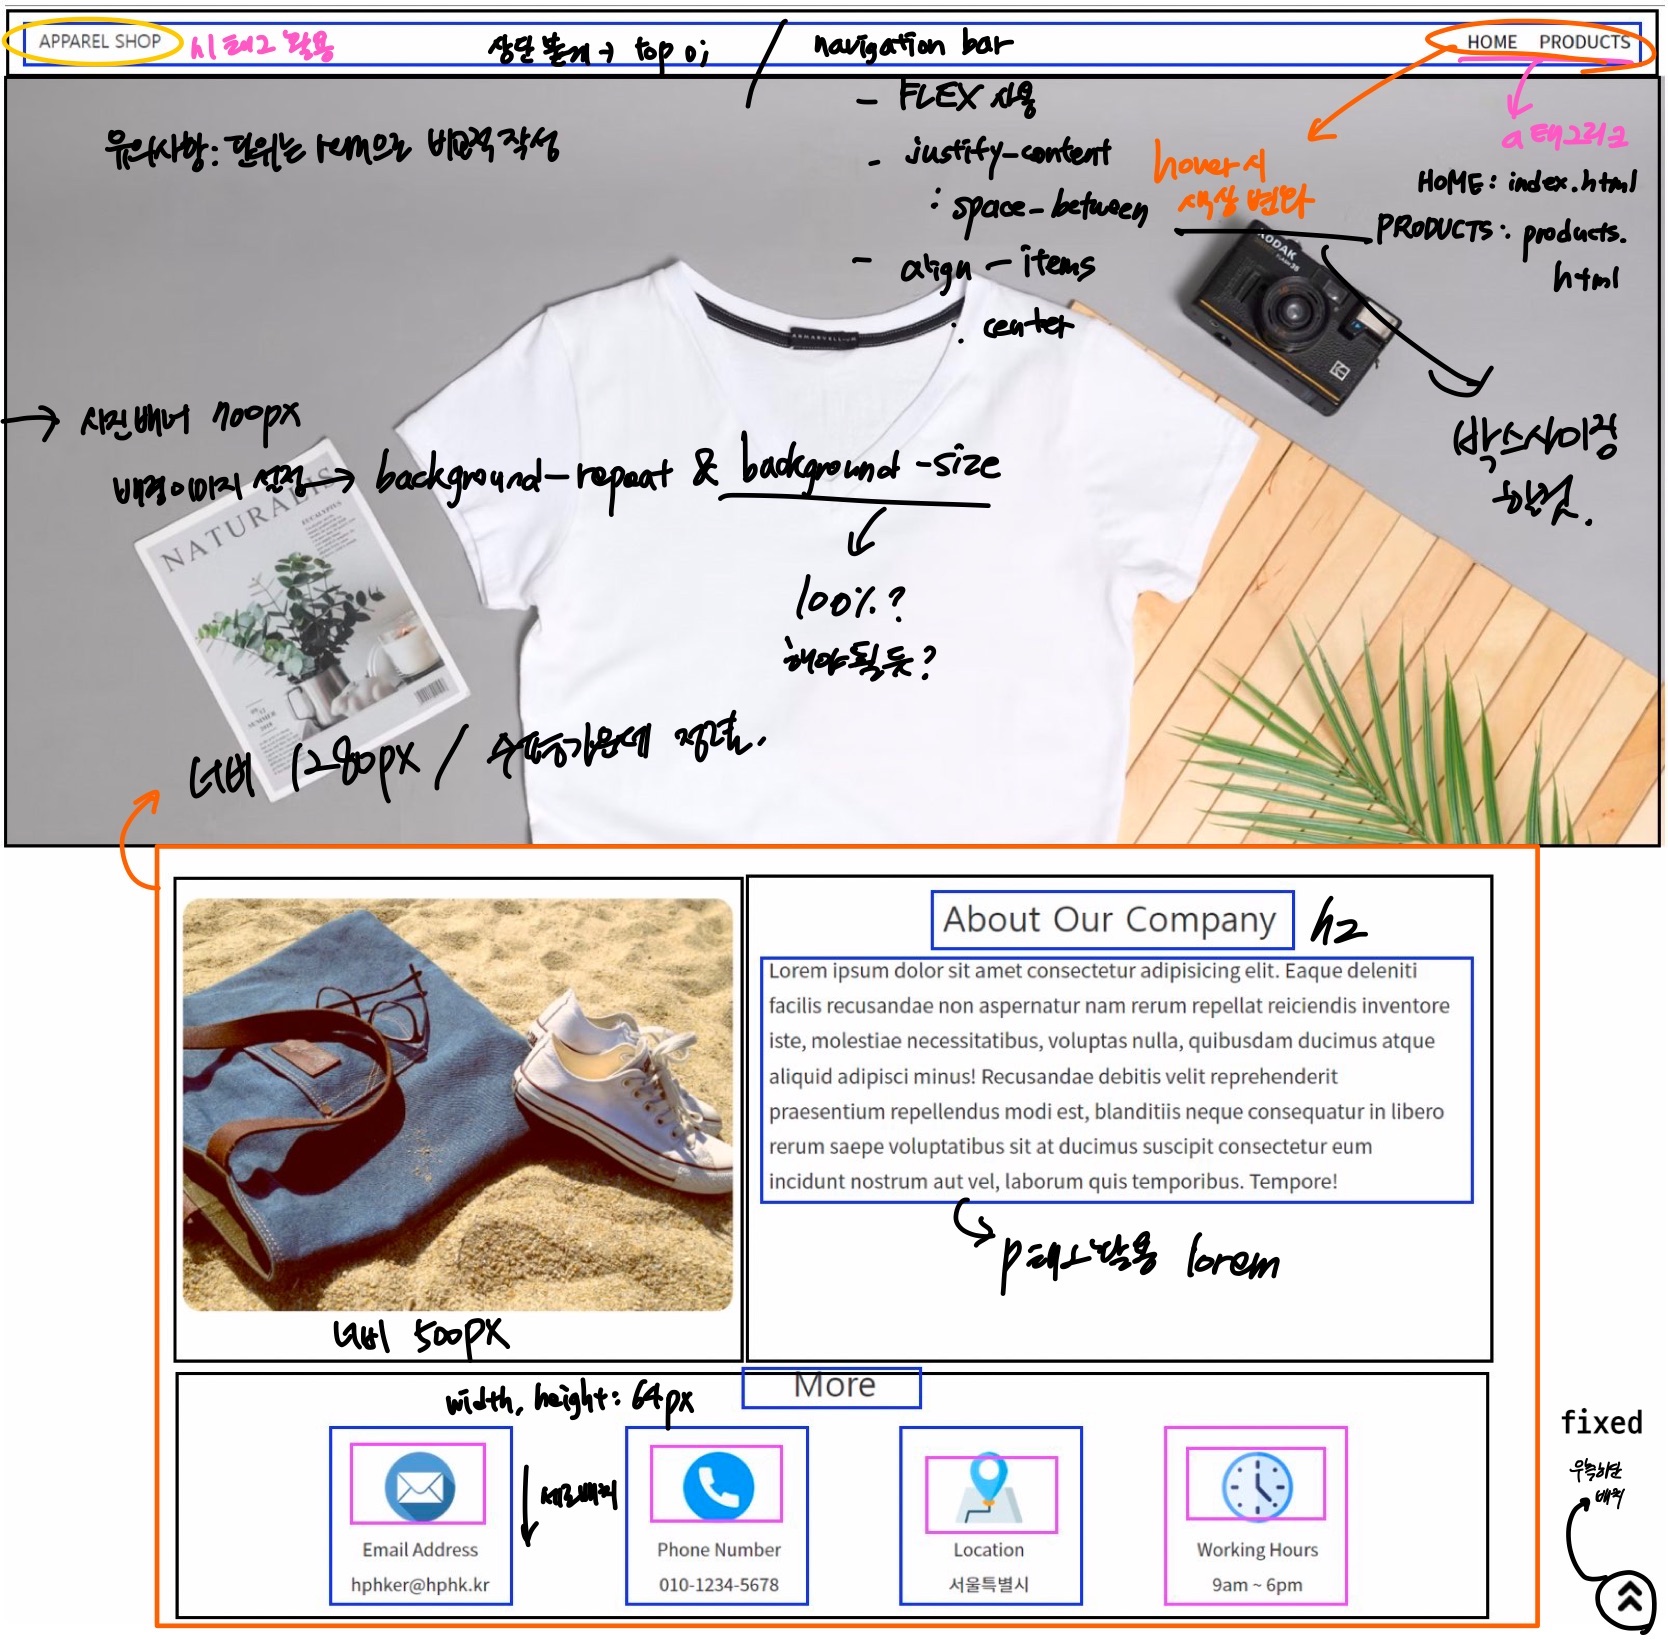 APPAREL SHOP
시태그 활용
상단 붙게 → top 0;
navigation bar
HOME PRODUCTS
- FLEX 사용
- justify-content
: space-between
- align-items
: center
유의사항: 단위는 rem으로
hover시
색상 변화
a태그링크
HOME: index.html
PRODUCTS: products.
html
KODAK
박스사이징
할것.
→ 사진배너 700px
배경이미지 설정 → background-repeat & background-size
100%?
해야될듯?
NATURALIS
너비 1280px / 수평가운데 정렬.
About Our Company
h2
Lorem ipsum dolor sit amet consectetur adipisicing elit. Eaque deleniti
facilis recusandae non aspernatur nam rerum repellat reiciendis inventore
iste, molestiae necessitatibus, voluptas nulla, quibusdam ducimus atque
aliquid adipisci minus! Recusandae debitis velit reprehenderit
praesentium repellendus modi est, blanditiis neque consequatur in libero
rerum saepe voluptatibus sit at ducimus suscipit consectetur eum
incidunt nostrum aut vel, laborum quis temporibus. Tempore!
p태그활용 lorem
너비 500px
More
width, height: 64px
세로배치
Email Address
hphker@hphk.kr
Phone Number
010-1234-5678
Location
서울특별시
Working Hours
9am ~ 6pm
fixed
우측하단
배치